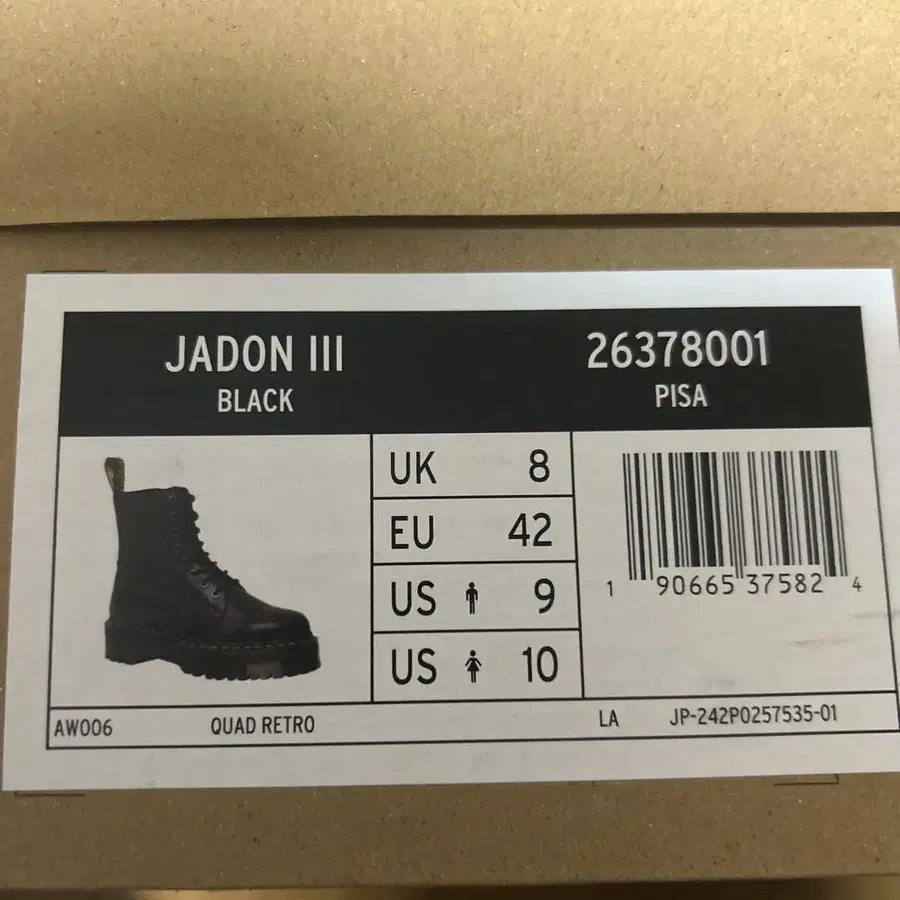 JADON III
BLACK
26378001
PISA
UK 8
EU 42
US 9
US 10
1 90665 37582 4
AW006 QUAD RETRO LA JP-242P0257535-01